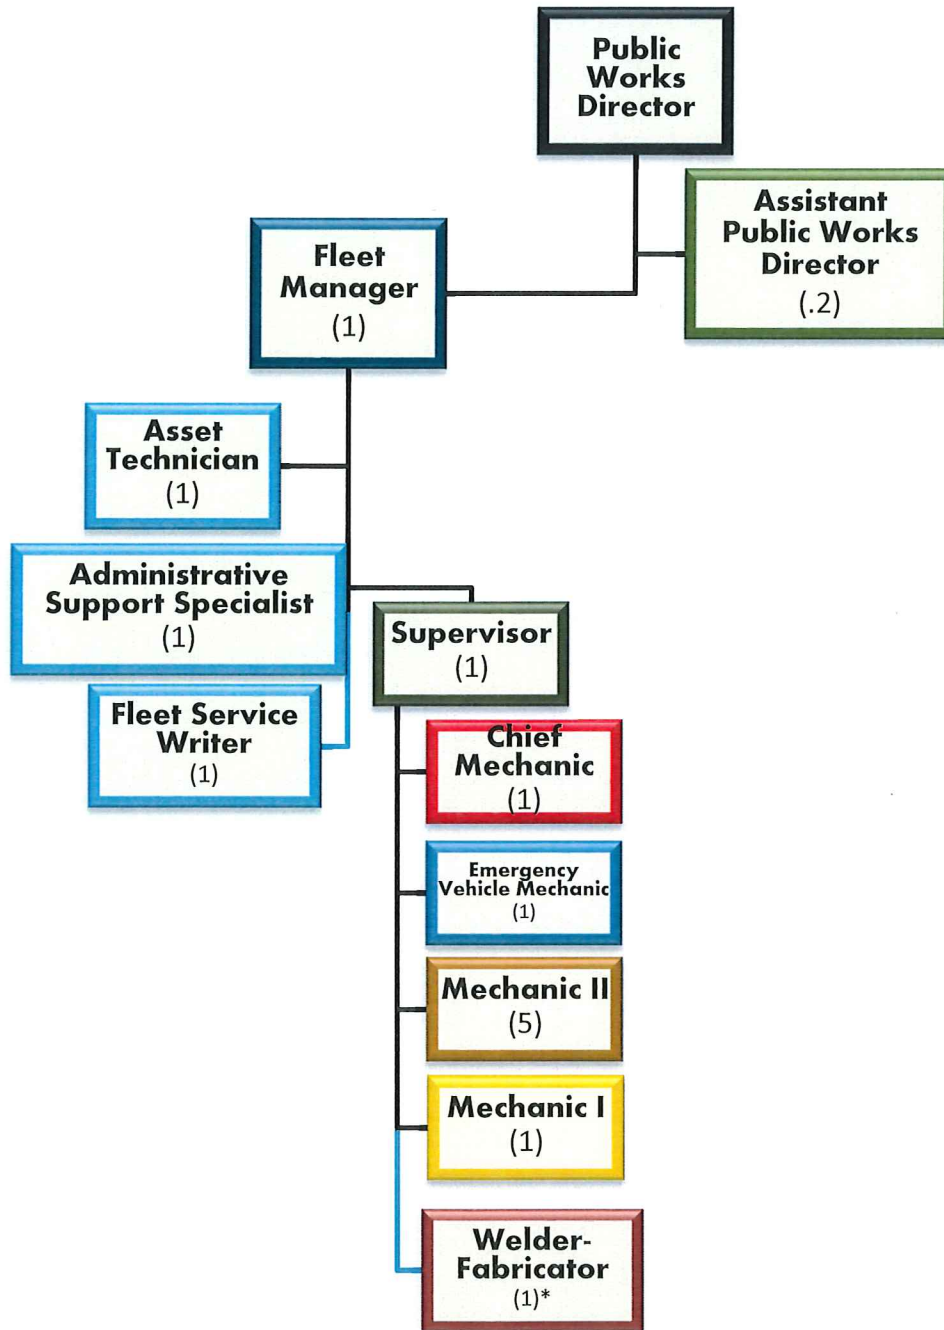 Public
Works
Director
Assistant
Public Works
Director
(.2)
Fleet
Manager
(1)
Asset
Technician
(1)
Administrative
Support Specialist
(1)
Fleet Service
Writer
(1)
Supervisor
(1)
Chief
Mechanic
(1)
Emergency
Vehicle Mechanic
(1)
Mechanic II
(5)
Mechanic I
(1)
Welder-
Fabricator
(1)*